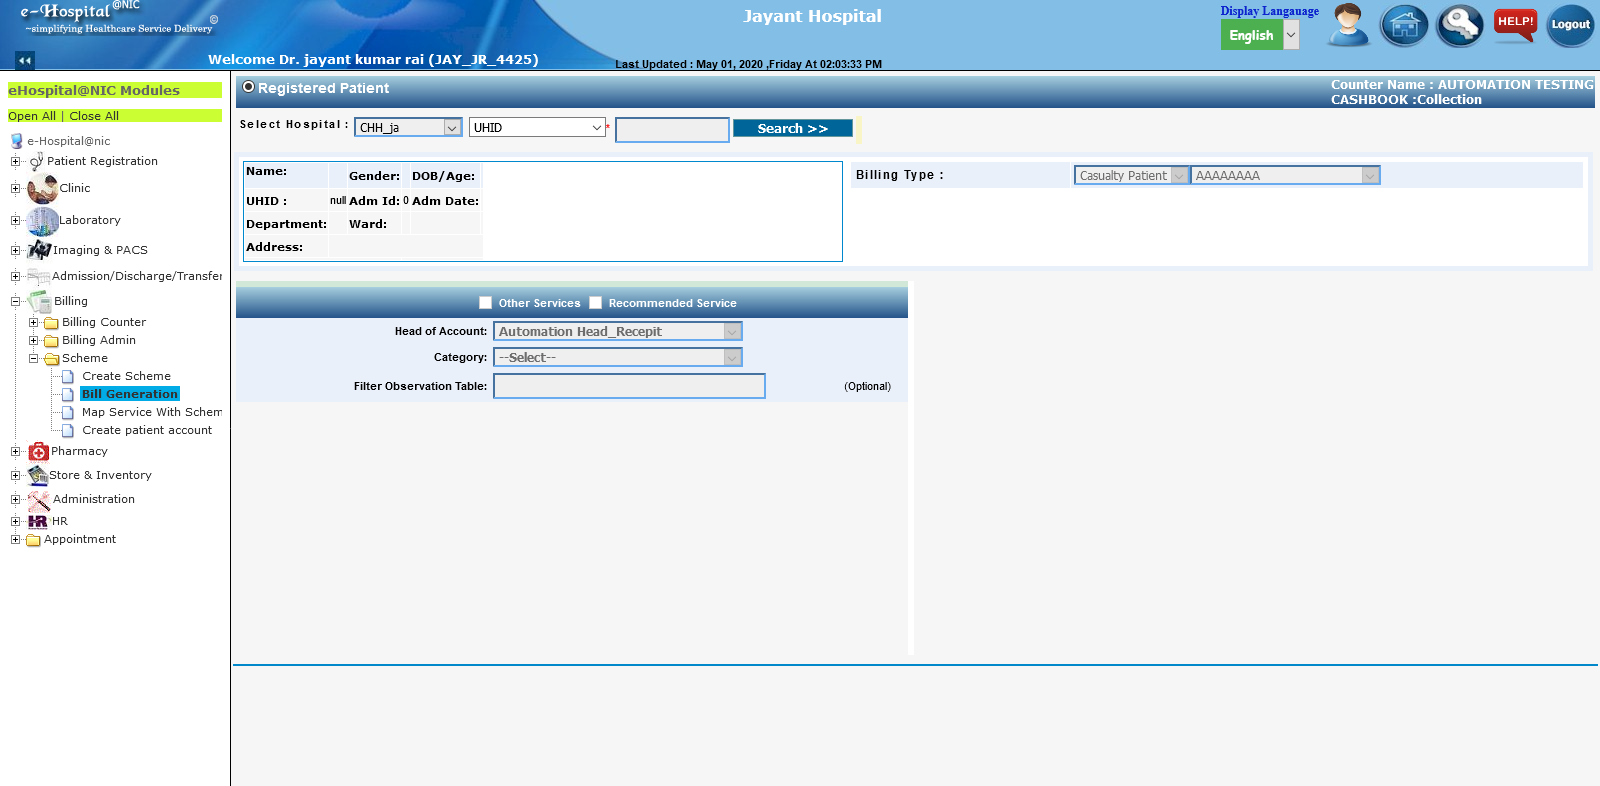 e-Hospital @NIC
©
~simplifying Healthcare Service Delivery
Jayant Hospital
Display Langauage
English
HELP!
Logout
Welcome Dr. jayant kumar rai (JAY_JR_4425)
Last Updated : May 01, 2020 ,Friday At 02:03:33 PM
eHospital@NIC Modules
Open All | Close All
e-Hospital@nic
Patient Registration
Clinic
Laboratory
Imaging & PACS
Admission/Discharge/Transfer
Billing
Billing Counter
Billing Admin
Scheme
Create Scheme
Bill Generation
Map Service With Schem
Create patient account
Pharmacy
Store & Inventory
Administration
HR HR
Appointment
Registered Patient
Counter Name : AUTOMATION TESTING
CASHBOOK :Collection
Select Hospital : CHH_ja UHID * Search >>
Name: Gender: DOB/Age:
UHID : null Adm Id: 0 Adm Date:
Department: Ward:
Address:
Billing Type : Casualty Patient AAAAAAAA
Other Services Recommended Service
Head of Account: Automation Head_Recepit
Category: --Select--
Filter Observation Table: (Optional)